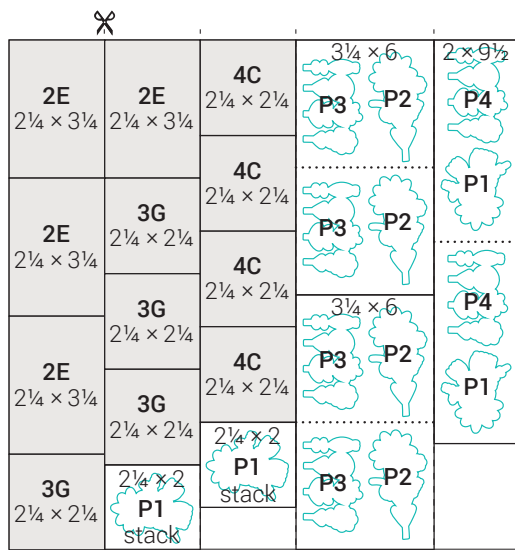 2E
2¼ × 3¼
2E
2¼ × 3¼
2E
2¼ × 3¼
3G
2¼ × 2¼
2E
2¼ × 3¼
3G
2¼ × 2¼
3G
2¼ × 2¼
3G
2¼ × 2¼
2¼ × 2
P1
stack
4C
2¼ × 2¼
4C
2¼ × 2¼
4C
2¼ × 2¼
4C
2¼ × 2¼
2¼ × 2
P1
stack
3¼ × 6
P3 P2
P3 P2
3¼ × 6
P3 P2
P3 P2
2 × 9½
P4
P1
P4
P1